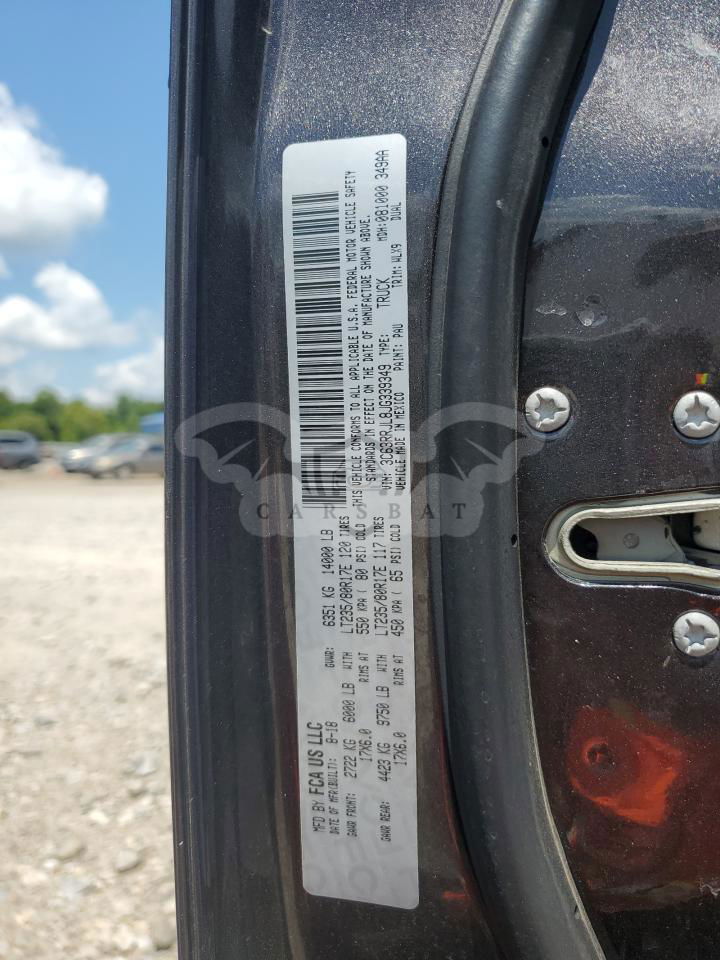 MFD BY FCA US LLC
DATE OF MFR(BUILT): 8-18 GVWR: 6351 KG 14000 LB
GAWR FRONT: 2722 KG 6000 LB WITH LT235/80R17E 120 TIRES
17X6.0 RIMS AT 550 KPA ( 80 PSI) COLD
GAWR REAR: 4423 KG 9750 LB WITH LT235/80R17E 117 TIRES
17X6.0 RIMS AT 450 KPA ( 65 PSI) COLD
THIS VEHICLE CONFORMS TO ALL APPLICABLE U.S.A. FEDERAL MOTOR VEHICLE SAFETY
STANDARDS IN EFFECT ON THE DATE OF MANUFACTURE SHOWN ABOVE.
VIN: 3C63RRJL8JG339349 TYPE: TRUCK MDH:081000 349AA
VEHICLE MADE IN MEXICO PAINT: PAU TRIM: WLX9 DUAL
CARSBAT